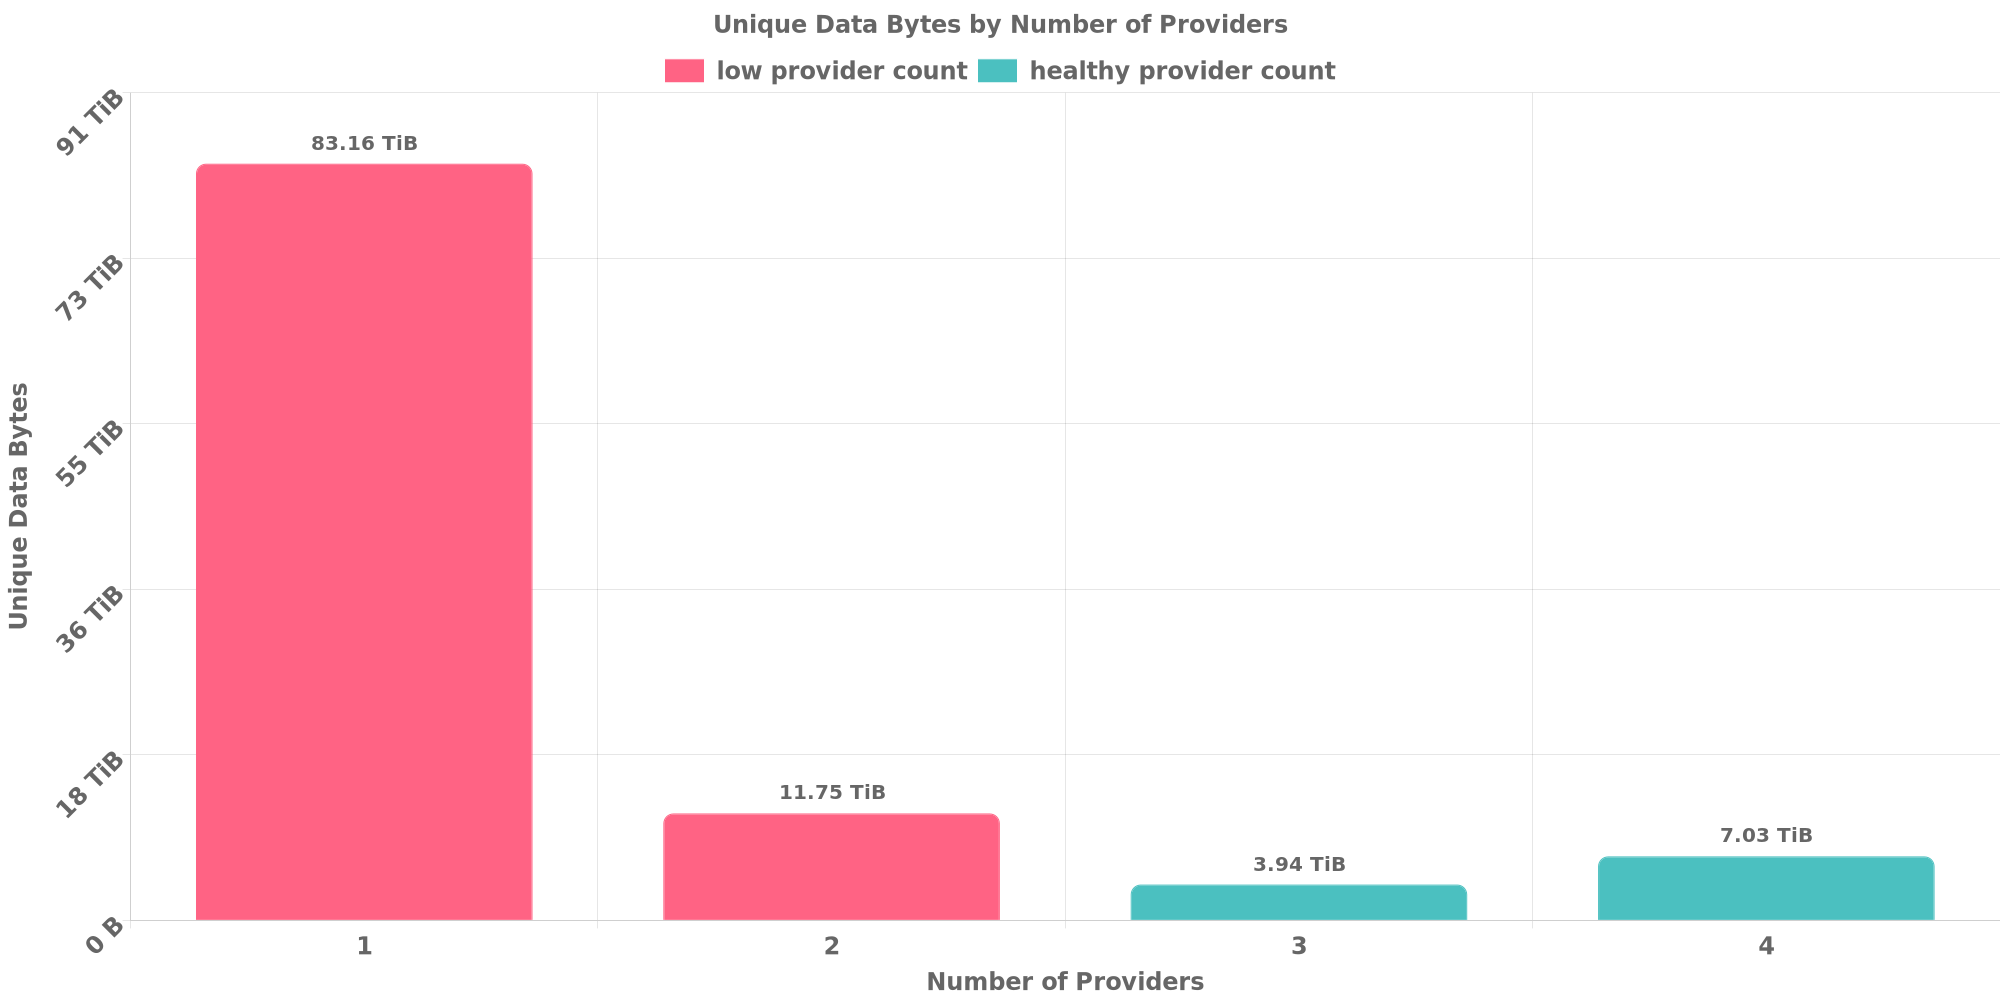 Unique Data Bytes by Number of Providers
low provider count healthy provider count
91 TiB
73 TiB
55 TiB
36 TiB
18 TiB
0 B
Unique Data Bytes
83.16 TiB
11.75 TiB
3.94 TiB
7.03 TiB
1 2 3 4
Number of Providers